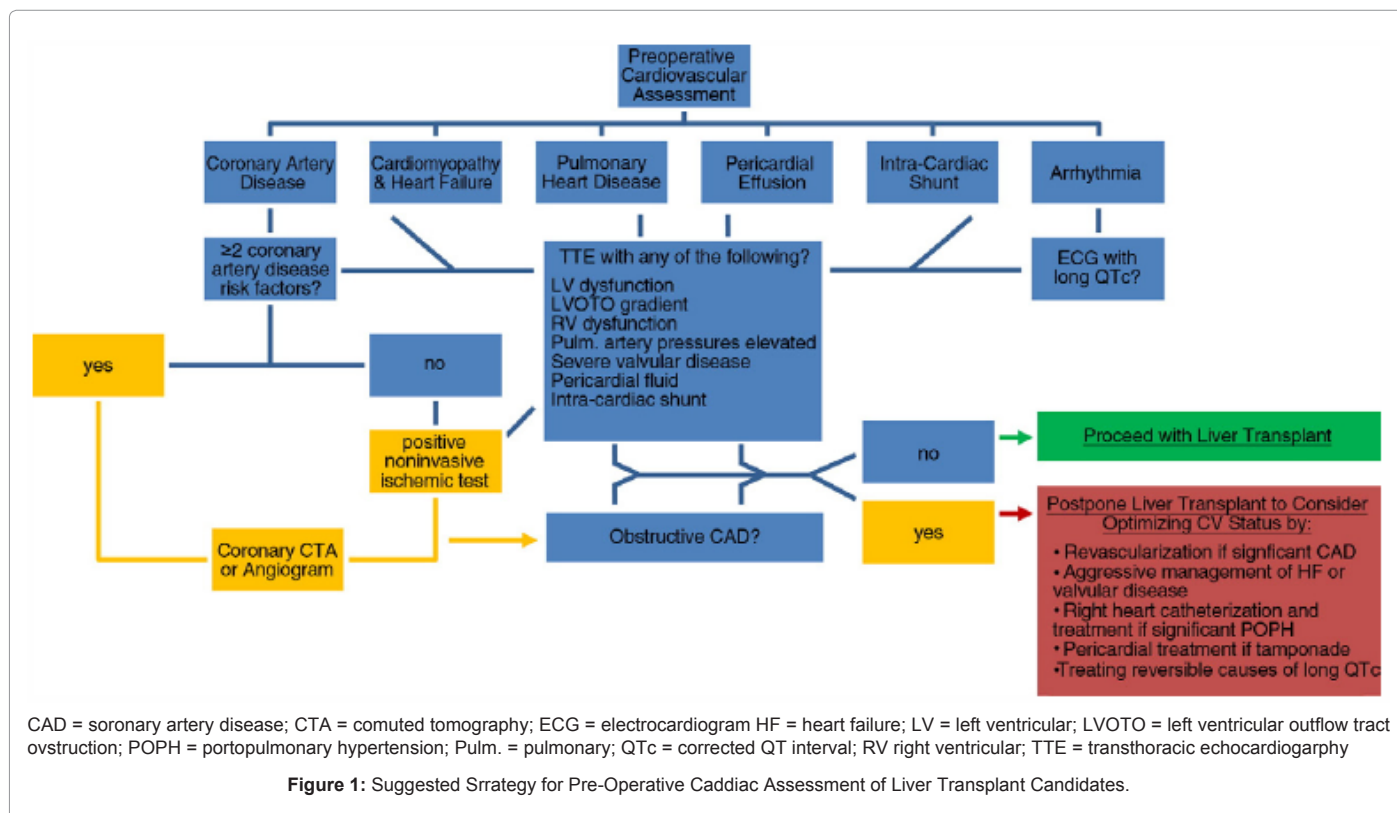 Preoperative
Cardiovascular
Assessment
Coronary Artery
Disease
Cardiomyopathy
& Heart Failure
Pulmonary
Heart Disease
Pericardial
Effusion
Intra-Cardiac
Shunt
Arrhythmia
≥2 coronary
artery disease
risk factors?
TTE with any of the following?
LV dysfunction
LVOTO gradient
RV dysfunction
Pulm. artery pressures elevated
Severe valvular disease
Pericardial fluid
Intra-cardiac shunt
ECG with
long QTc?
yes
no
positive
noninvasive
ischemic test
Coronary CTA
or Angiogram
Obstructive CAD?
no
yes
Proceed with Liver Transplant
Postpone Liver Transplant to Consider
Optimizing CV Status by:
• Revascularization if signficant CAD
• Aggressive management of HF or
valvular disease
• Right heart catheterization and
treatment if significant POPH
• Pericardial treatment if tamponade
•Treating reversible causes of long QTc
CAD = soronary artery disease; CTA = comuted tomography; ECG = electrocardiogram HF = heart failure; LV = left ventricular; LVOTO = left ventricular outflow tract
ovstruction; POPH = portopulmonary hypertension; Pulm. = pulmonary; QTc = corrected QT interval; RV right ventricular; TTE = transthoracic echocardiogarphy
Figure 1: Suggested Srrategy for Pre-Operative Caddiac Assessment of Liver Transplant Candidates.